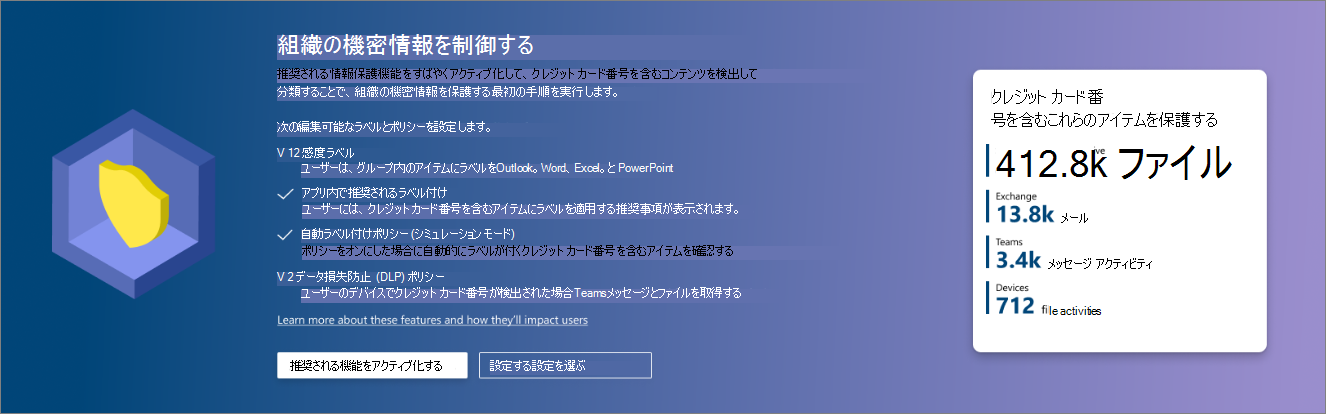 組織の機密情報を制御する
推奨される情報保護機能をすばやくアクティブ化して、クレジット カード番号を含むコンテンツを検出して
分類することで、組織の機密情報を保護する最初の手順を実行します。
次の編集可能なラベルとポリシーを設定します。
V 12 感度ラベル
ユーザーは、グループ内のアイテムにラベルをOutlook。Word、Excel。と PowerPoint
アプリ内で推奨されるラベル付け
ユーザーには、クレジットカード番号を含むアイテムにラベルを適用する推奨事項が表示されます。
自動ラベル付けポリシー (シミュレーション モード)
ポリシーをオンにした場合に自動的にラベルが付くクレジット カード番号を含むアイテムを確認する
V 2 データ損失防止 (DLP) ポリシー
ユーザーのデバイスでクレジットカード番号が検出された場合Teamsメッセージとファイルを取得する
Learn more about these features and how they'll impact users
推奨される機能をアクティブ化する
設定する設定を選ぶ
クレジット カード番
号を含むこれらのアイテムを保護する
412.8k ファイル
Exchange
13.8k メール
Teams
3.4k メッセージ アクティビティ
Devices
712 file activities